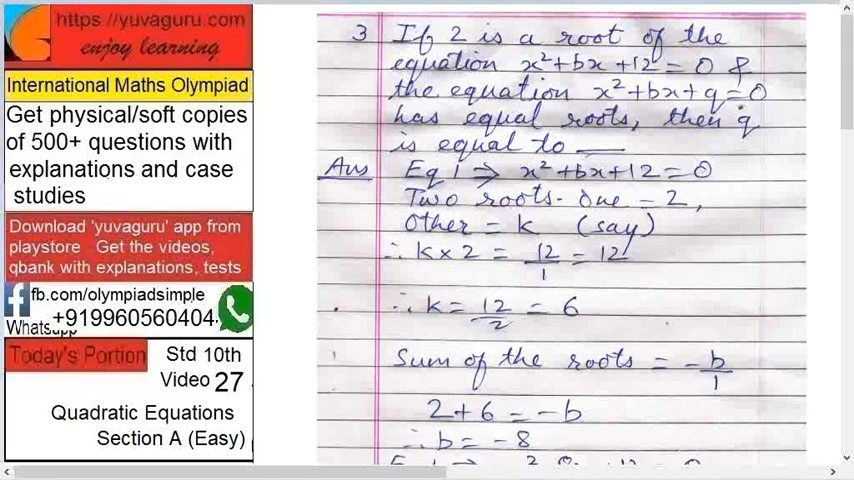 https://yuvaguru.com
enjoy learning
International Maths Olympiad
Get physical/soft copies
of 500+ questions with
explanations and case
studies
Download 'yuvaguru' app from
playstore Get the videos,
qbank with explanations, tests
fb.com/olympiadsimple
Whatsapp
+919960560404
Today's Portion
Std 10th
Video 27
Quadratic Equations
Section A (Easy)
3 If 2 is a root of the
equation x²+bx+12=0 &
the equation x²+bx+q=0
has equal roots, then q
is equal to ___
Ans Eq 1 ⇒ x²+bx+12=0
Two roots- One = 2,
Other = k (say)
∴ k×2 = 12/1 = 12
∴ k = 12/2 = 6
Sum of the roots = -b/1
2+6 = -b
∴ b = -8